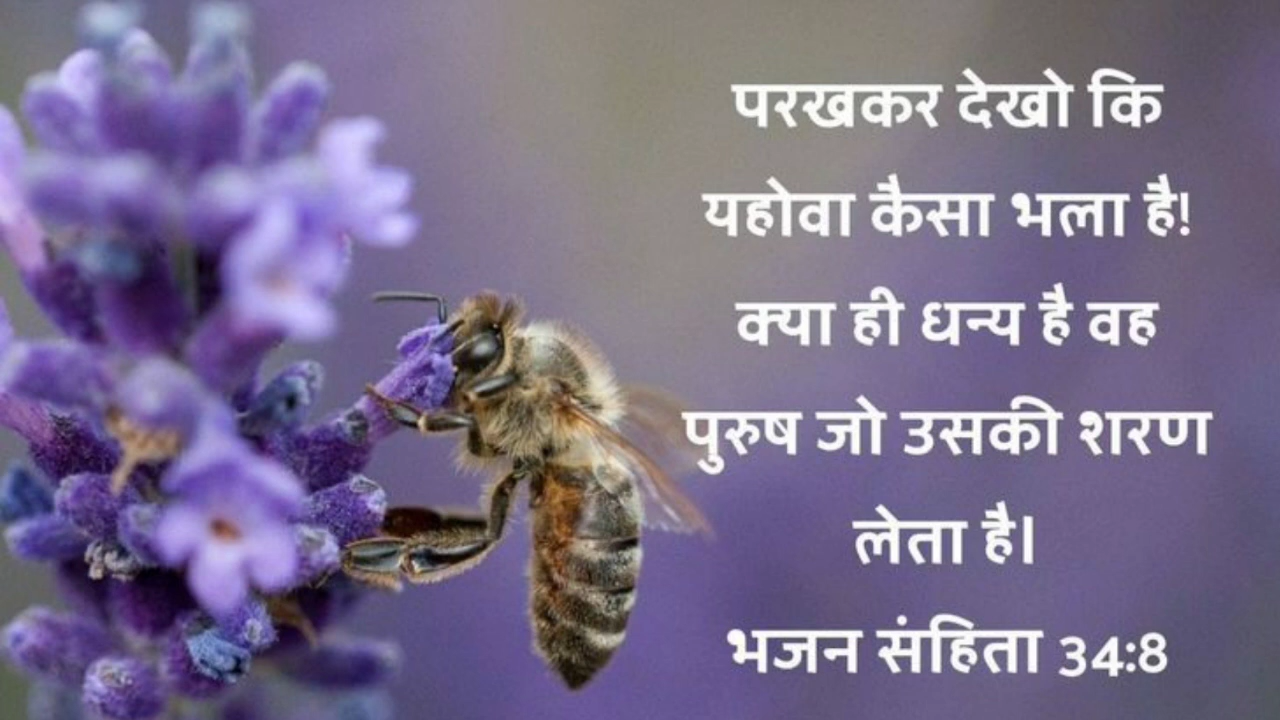 परखकर देखो कि
यहोवा कैसा भला है!
क्या ही धन्य है वह
पुरुष जो उसकी शरण
लेता है।
भजन संहिता 34:8